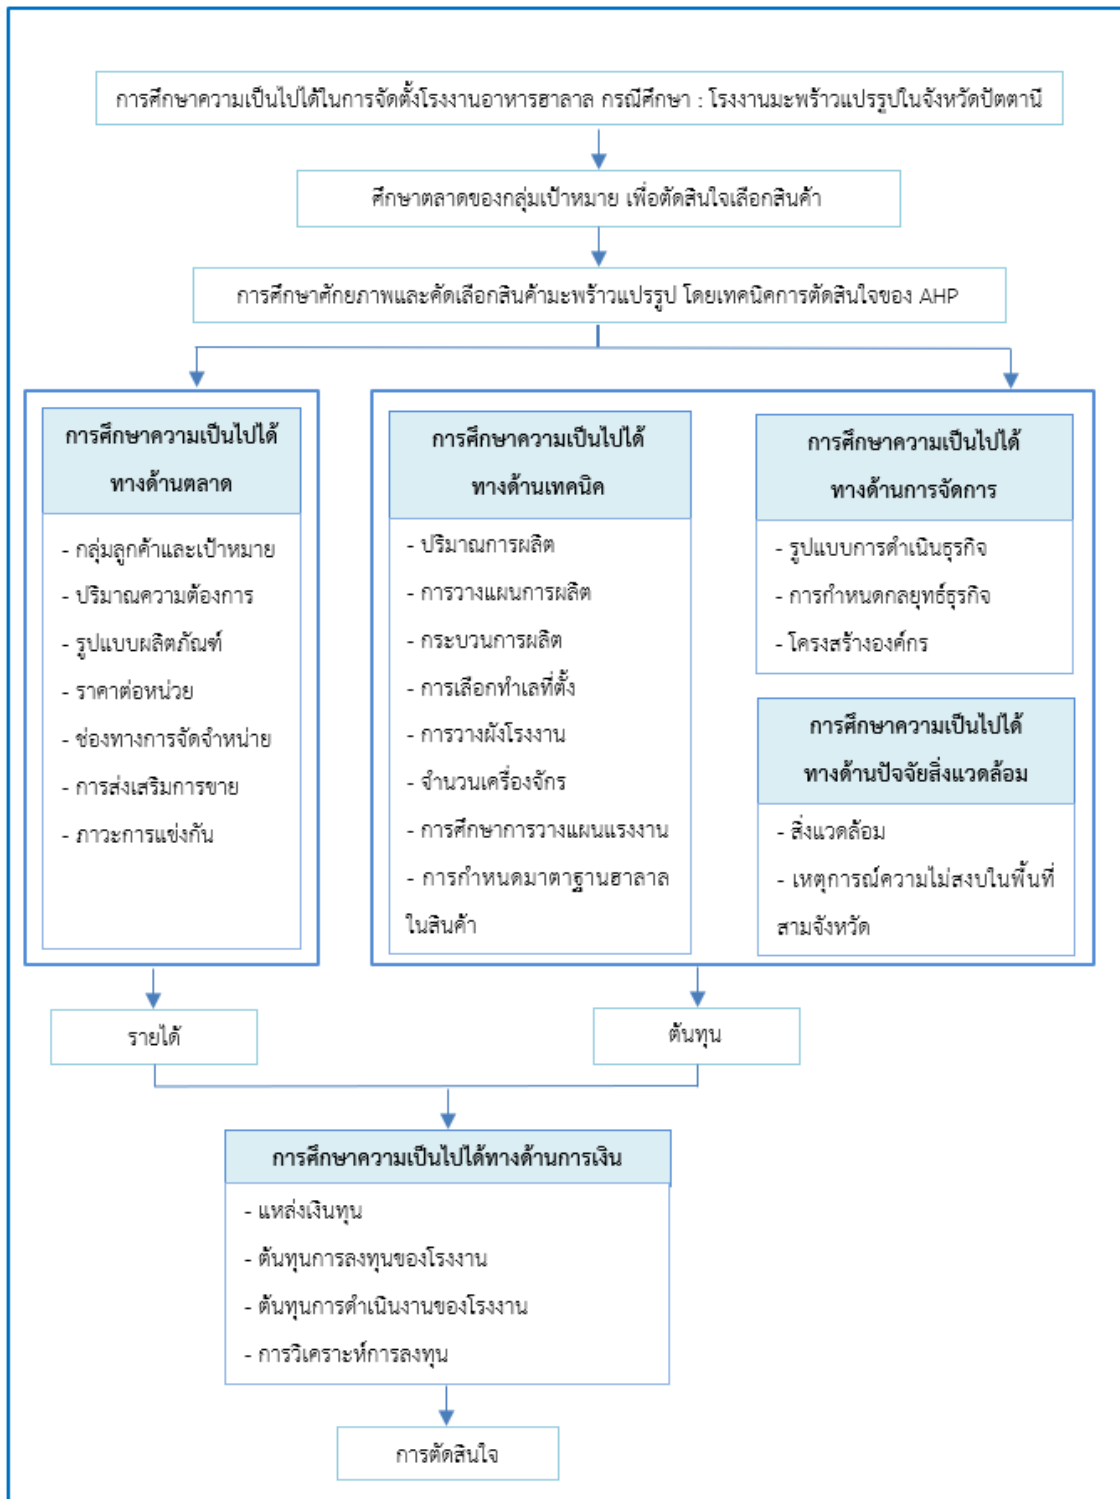 การศึกษาความเป็นไปได้ในการจัดตั้งโรงงานอาหารฮาลาล กรณีศึกษา : โรงงานมะพร้าวแปรรูปในจังหวัดปัตตานี
ศึกษาตลาดของกลุ่มเป้าหมาย เพื่อตัดสินใจเลือกสินค้า
การศึกษาศักยภาพและคัดเลือกสินค้ามะพร้าวแปรรูป โดยเทคนิคการตัดสินใจของ AHP
การศึกษาความเป็นไปได้
ทางด้านตลาด
- กลุ่มลูกค้าและเป้าหมาย
- ปริมาณความต้องการ
- รูปแบบผลิตภัณฑ์
- ราคาต่อหน่วย
- ช่องทางการจัดจำหน่าย
- การส่งเสริมการขาย
- ภาวะการแข่งกัน
การศึกษาความเป็นไปได้
ทางด้านเทคนิค
- ปริมาณการผลิต
- การวางแผนการผลิต
- กระบวนการผลิต
- การเลือกทำเลที่ตั้ง
- การวางผังโรงงาน
- จำนวนเครื่องจักร
- การศึกษาการวางแผนแรงงาน
- การกำหนดมาตาฐานฮาลาล
ในสินค้า
การศึกษาความเป็นไปได้
ทางด้านการจัดการ
- รูปแบบการดำเนินธุรกิจ
- การกำหนดกลยุทธ์ธุรกิจ
- โครงสร้างองค์กร
การศึกษาความเป็นไปได้
ทางด้านปัจจัยสิ่งแวดล้อม
- สิ่งแวดล้อม
- เหตุการณ์ความไม่สงบในพื้นที่
สามจังหวัด
รายได้
ต้นทุน
การศึกษาความเป็นไปได้ทางด้านการเงิน
- แหล่งเงินทุน
- ต้นทุนการลงทุนของโรงงาน
- ต้นทุนการดำเนินงานของโรงงาน
- การวิเคราะห์การลงทุน
การตัดสินใจ